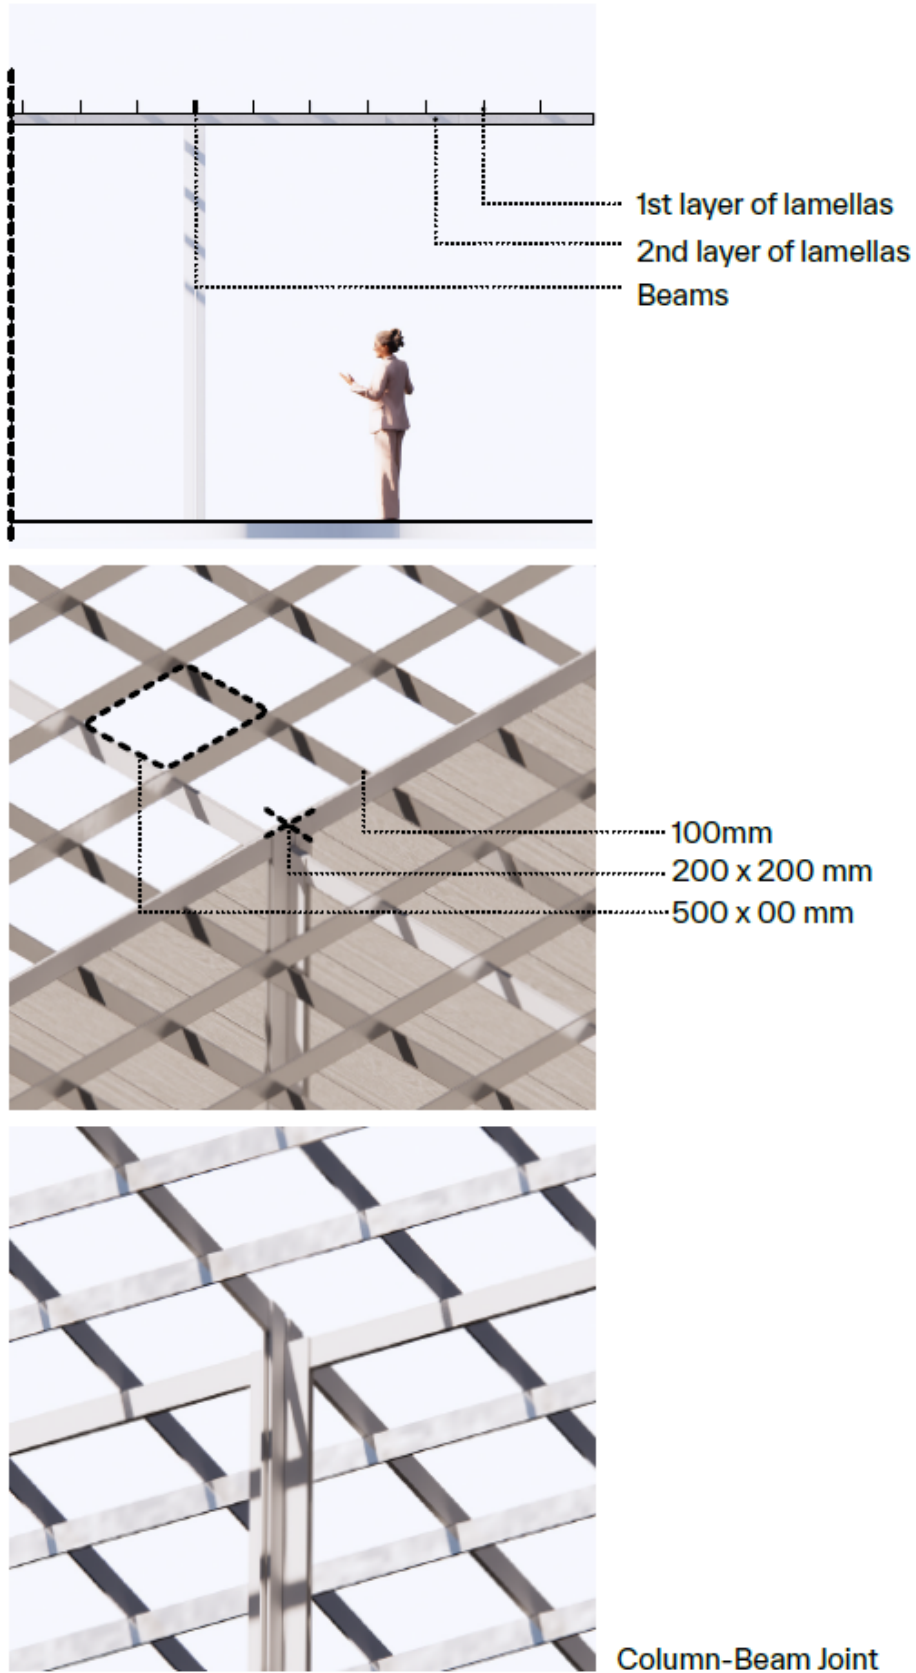 1st layer of lamellas
2nd layer of lamellas
Beams
100mm
200 x 200 mm
500 x 00 mm
Column-Beam Joint